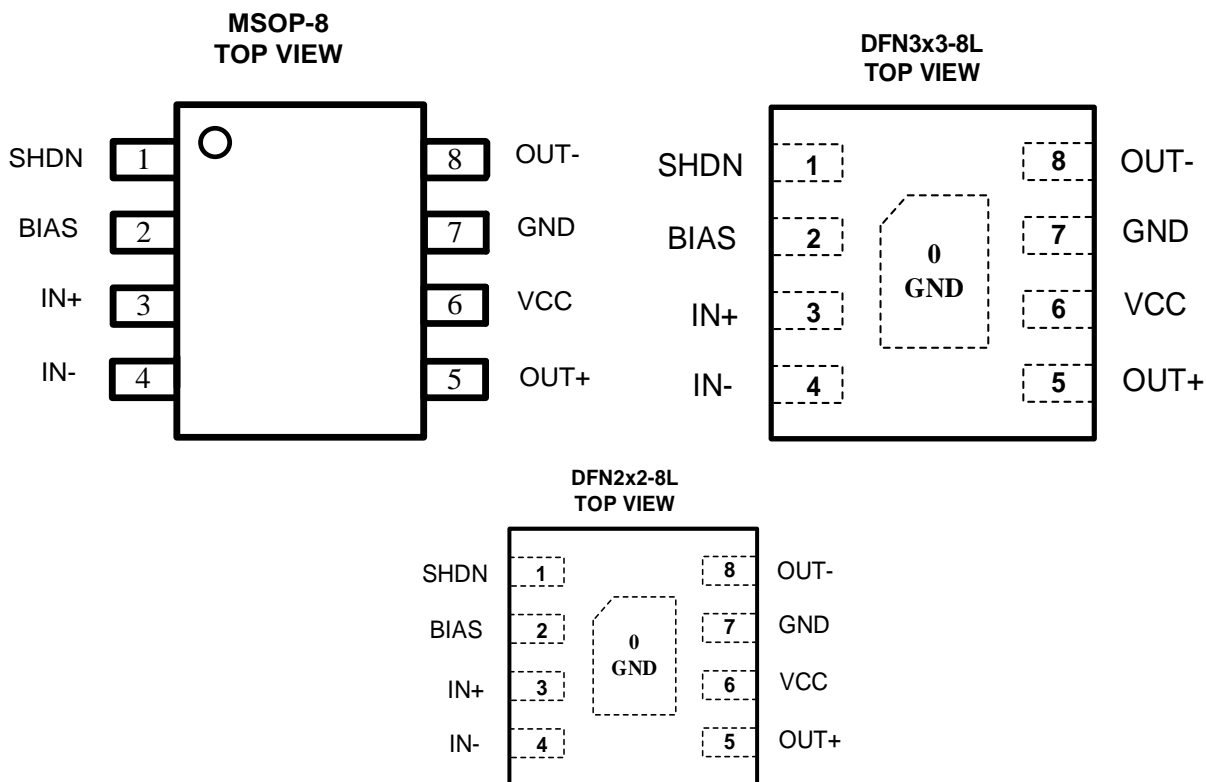 MSOP-8
TOP VIEW
SHDN 1 8 OUT-
BIAS 2 7 GND
IN+ 3 6 VCC
IN- 4 5 OUT+
DFN3x3-8L
TOP VIEW
SHDN 1 8 OUT-
BIAS 2 7 GND
0
GND
IN+ 3 6 VCC
IN- 4 5 OUT+
DFN2x2-8L
TOP VIEW
SHDN 1 8 OUT-
BIAS 2 7 GND
0
GND
IN+ 3 6 VCC
IN- 4 5 OUT+